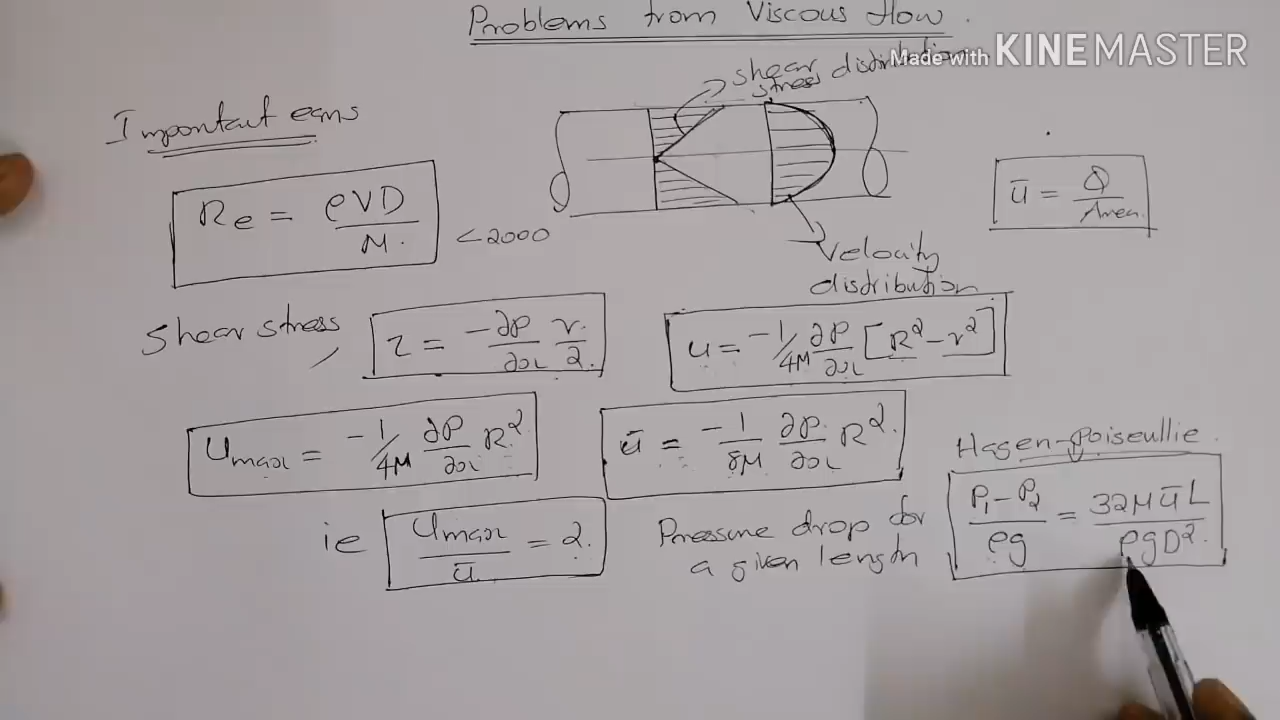 Problems from Viscous flow.
Made with KINEMASTER
shear stress distribution
Important eqns
Re = ρVD/μ. <2000
ū = Q/Area.
Velocity distribution
Shear stress, τ = -∂P/∂x r/2.
u = -1/4μ ∂P/∂x [R² - r²]
Umax = -1/4μ ∂P/∂x R².
ū = -1/8μ ∂P/∂x R².
Hagen-Poiseullie.
ie Umax/ū = 2.
Pressure drop for a given length
P₁-P₂/ρg = 32μūL/ρgD².